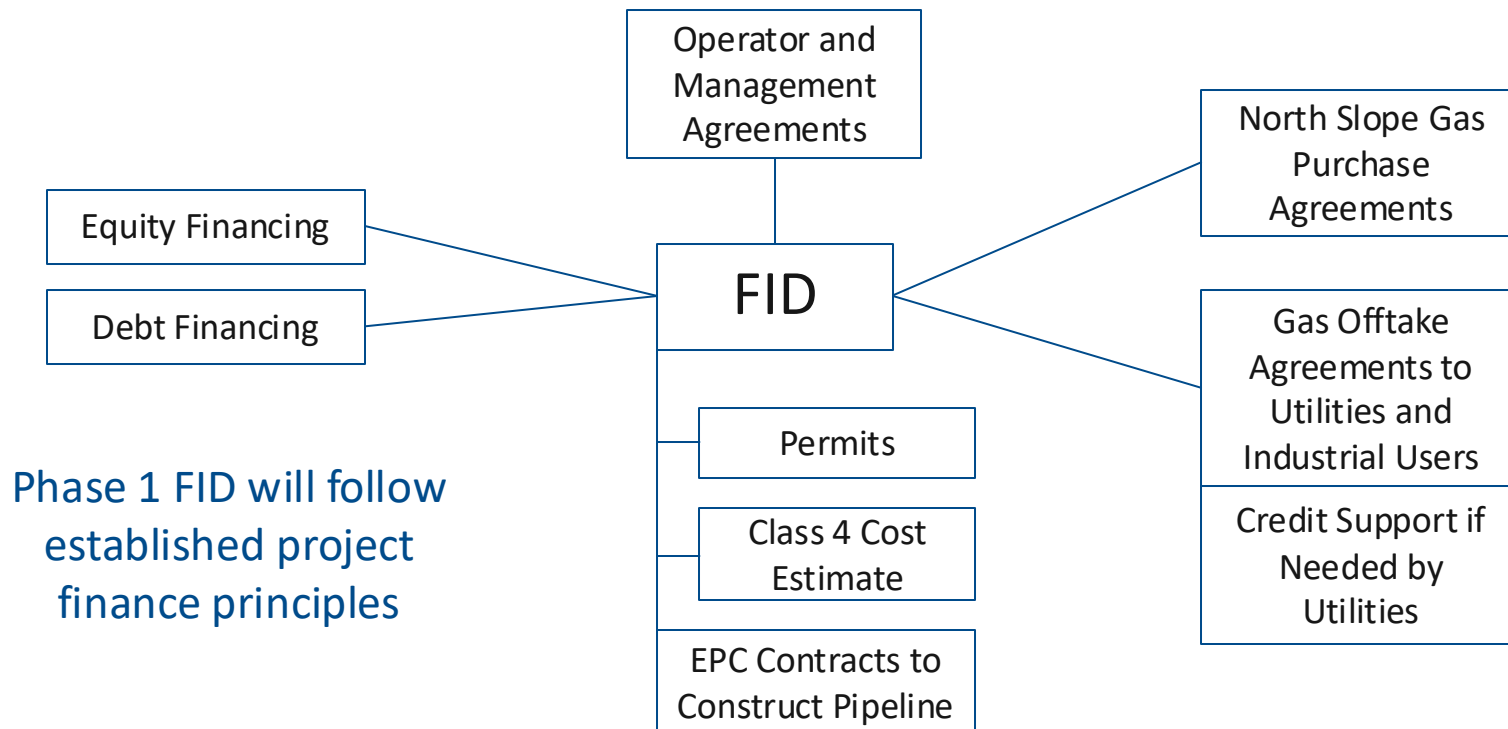 Operator and
Management
Agreements
North Slope Gas
Purchase
Agreements
Equity Financing
FID
Debt Financing
Gas Offtake
Agreements to
Utilities and
Industrial Users
Permits
Phase 1 FID will follow
established project
finance principles
Class 4 Cost
Estimate
Credit Support if
Needed by
Utilities
EPC Contracts to
Construct Pipeline